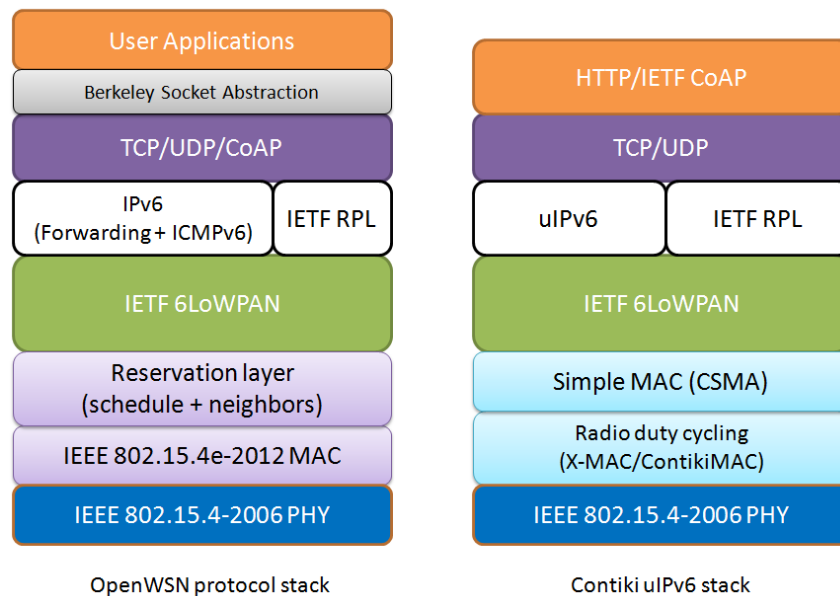 User Applications
Berkeley Socket Abstraction
TCP/UDP/CoAP
IPv6
(Forwarding + ICMPv6)
IETF RPL
IETF 6LoWPAN
Reservation layer
(schedule + neighbors)
IEEE 802.15.4e-2012 MAC
IEEE 802.15.4-2006 PHY
OpenWSN protocol stack
HTTP/IETF CoAP
TCP/UDP
uIPv6
IETF RPL
IETF 6LoWPAN
Simple MAC (CSMA)
Radio duty cycling
(X-MAC/ContikiMAC)
IEEE 802.15.4-2006 PHY
Contiki uIPv6 stack